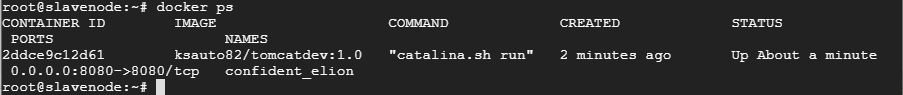 root@slavenode:~# docker ps
CONTAINER ID        IMAGE                    COMMAND             CREATED             STATUS
 PORTS                    NAMES
2ddce9c12d61        ksauto82/tomcatdev:1.0   "catalina.sh run"   2 minutes ago       Up About a minute
 0.0.0.0:8080->8080/tcp   confident_elion
root@slavenode:~#